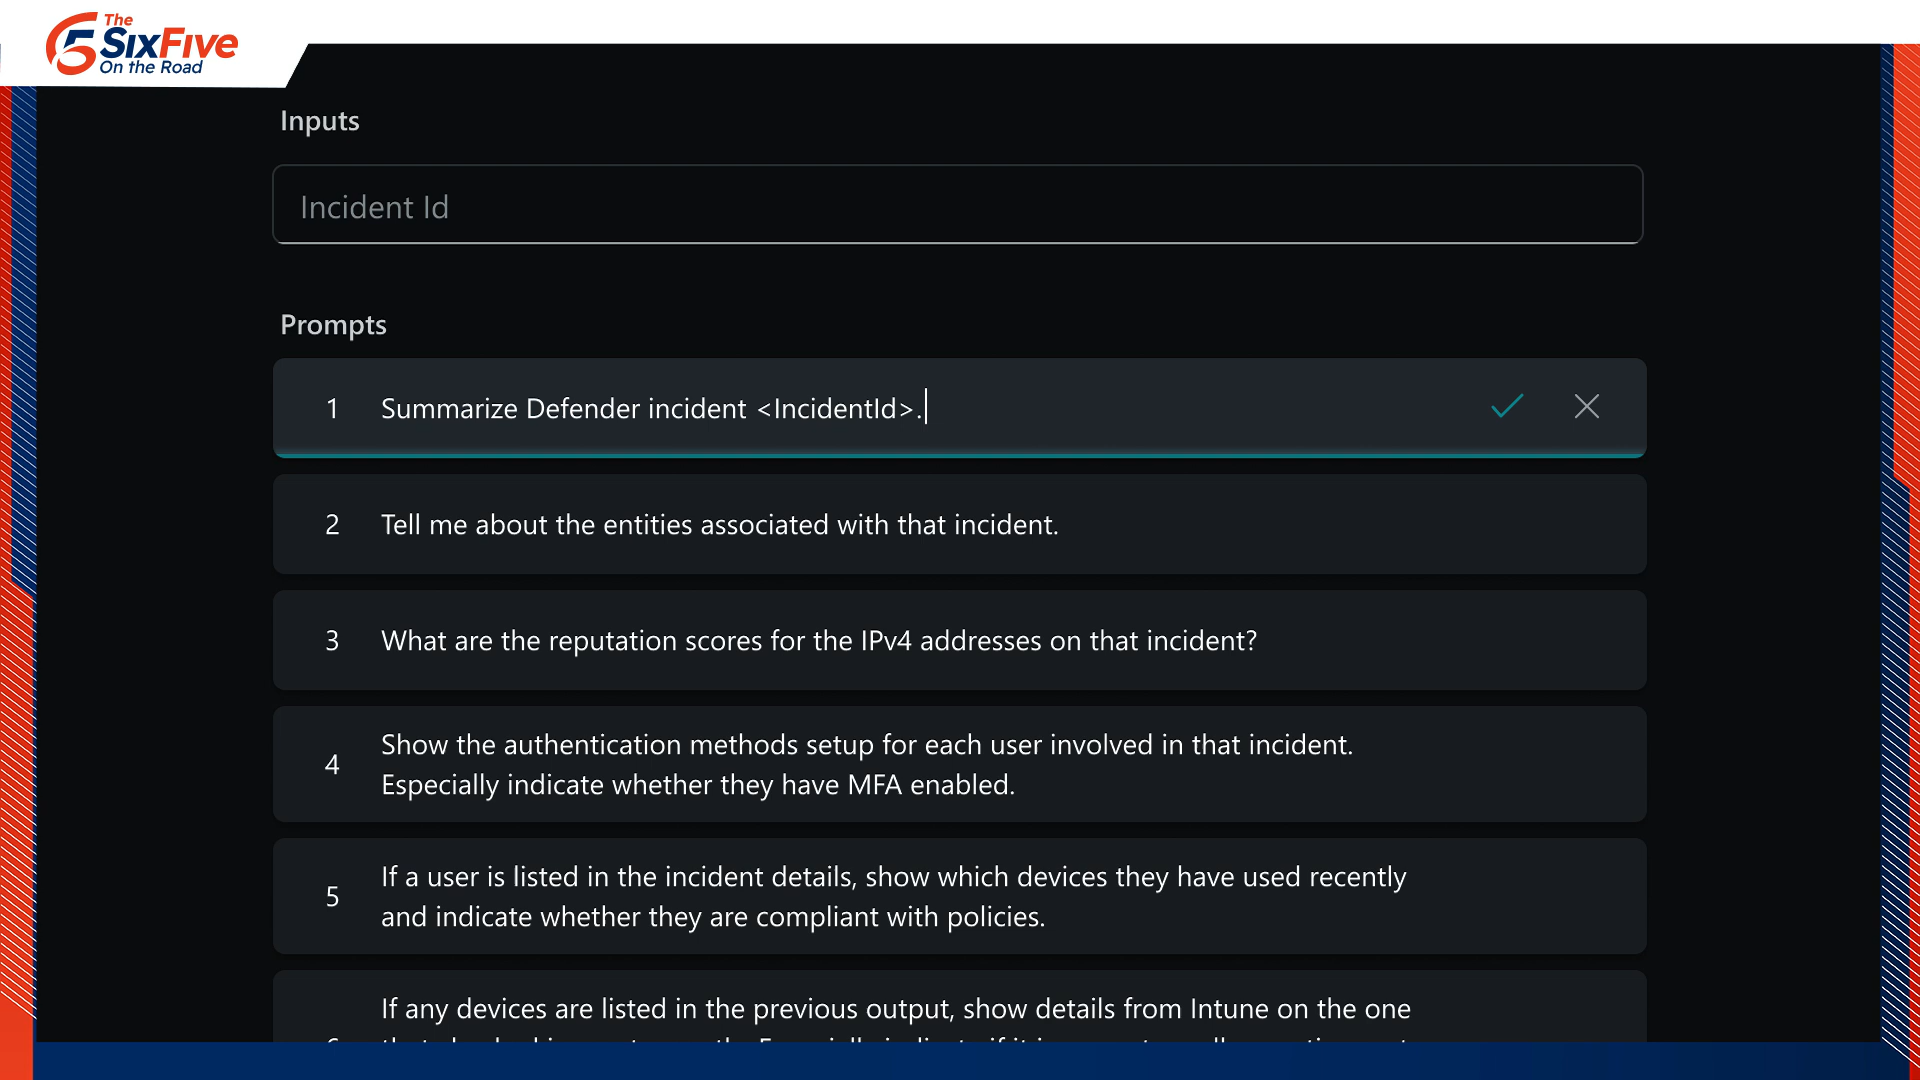 The
SixFive
On the Road
Inputs
Incident Id
Prompts
1 Summarize Defender incident <IncidentId>.
2 Tell me about the entities associated with that incident.
3 What are the reputation scores for the IPv4 addresses on that incident?
4 Show the authentication methods setup for each user involved in that incident.
Especially indicate whether they have MFA enabled.
5 If a user is listed in the incident details, show which devices they have used recently
and indicate whether they are compliant with policies.
If any devices are listed in the previous output, show details from Intune on the one